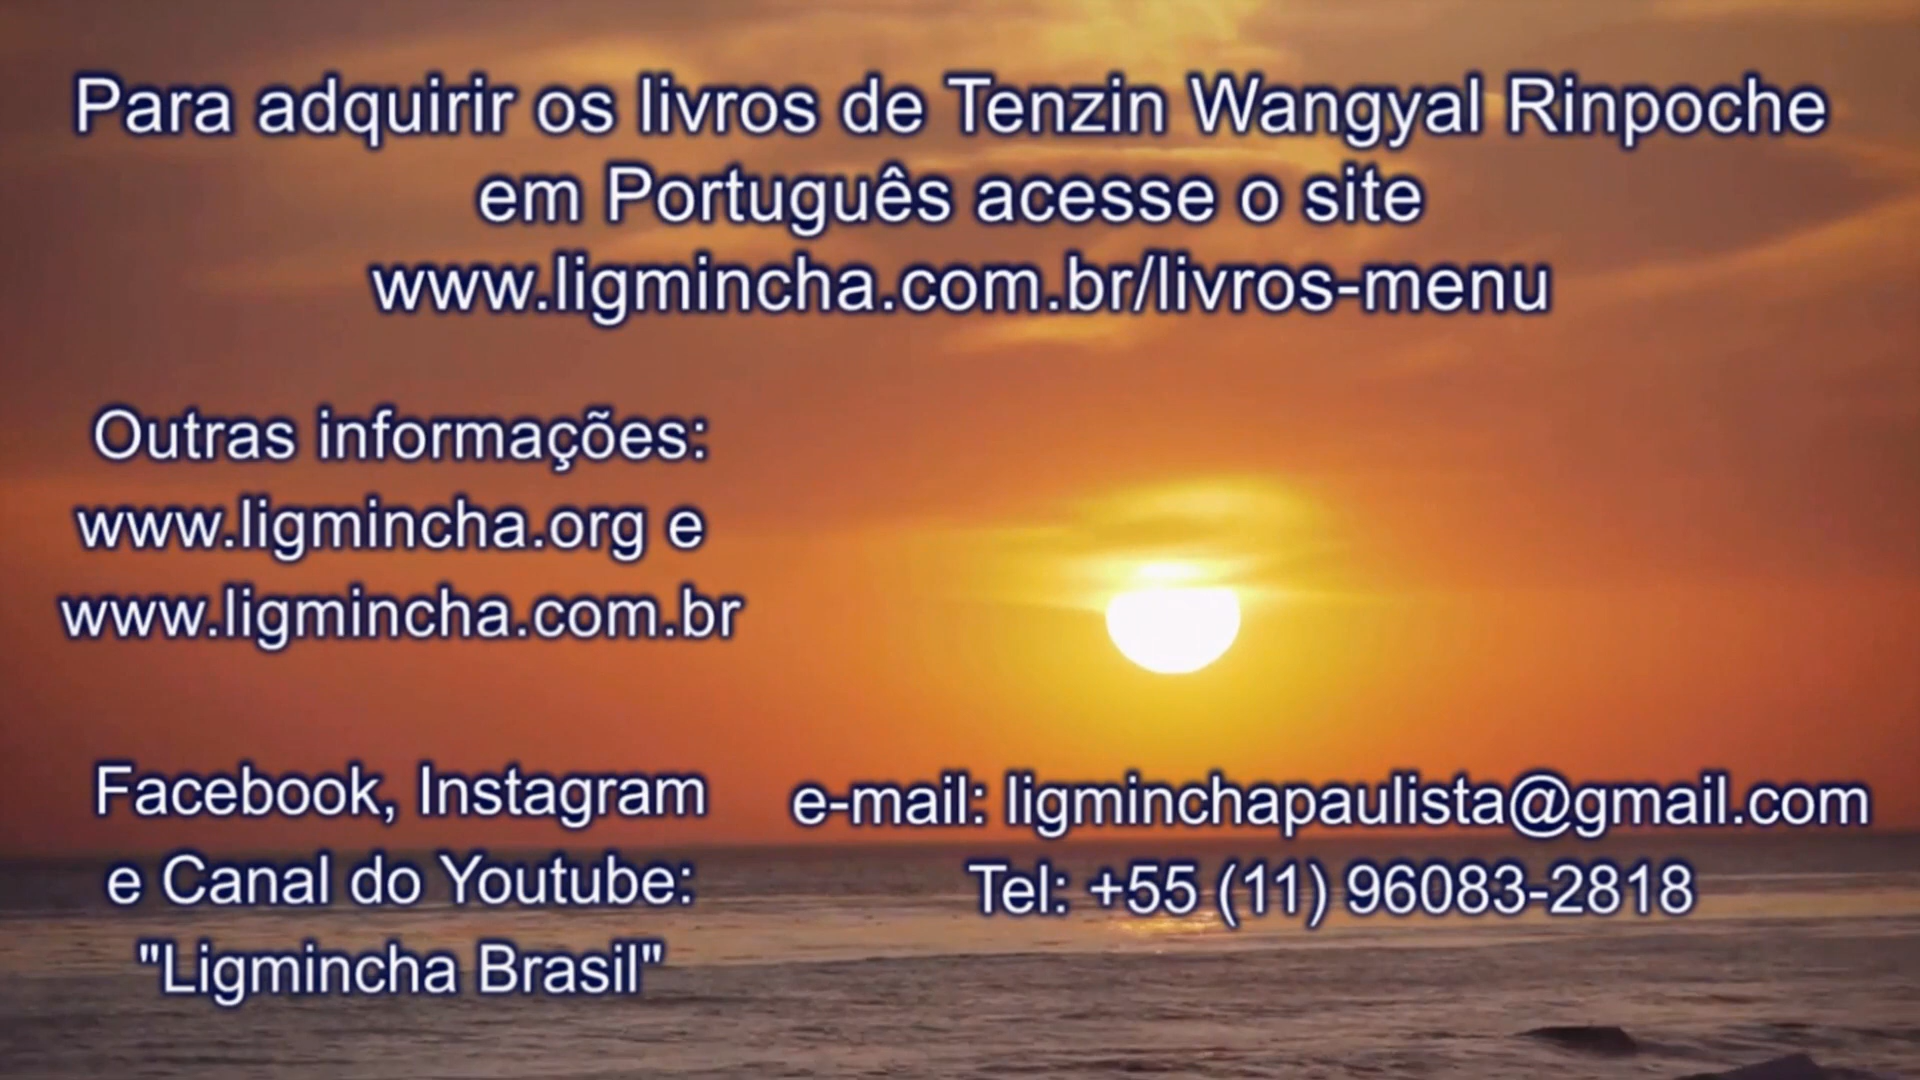 Para adquirir os livros de Tenzin Wangyal Rinpoche
em Português acesse o site
www.ligmincha.com.br/livros-menu
Outras informações:
www.ligmincha.org e
www.ligmincha.com.br
Facebook, Instagram
e Canal do Youtube:
"Ligmincha Brasil"
e-mail: ligminchapaulista@gmail.com
Tel: +55 (11) 96083-2818